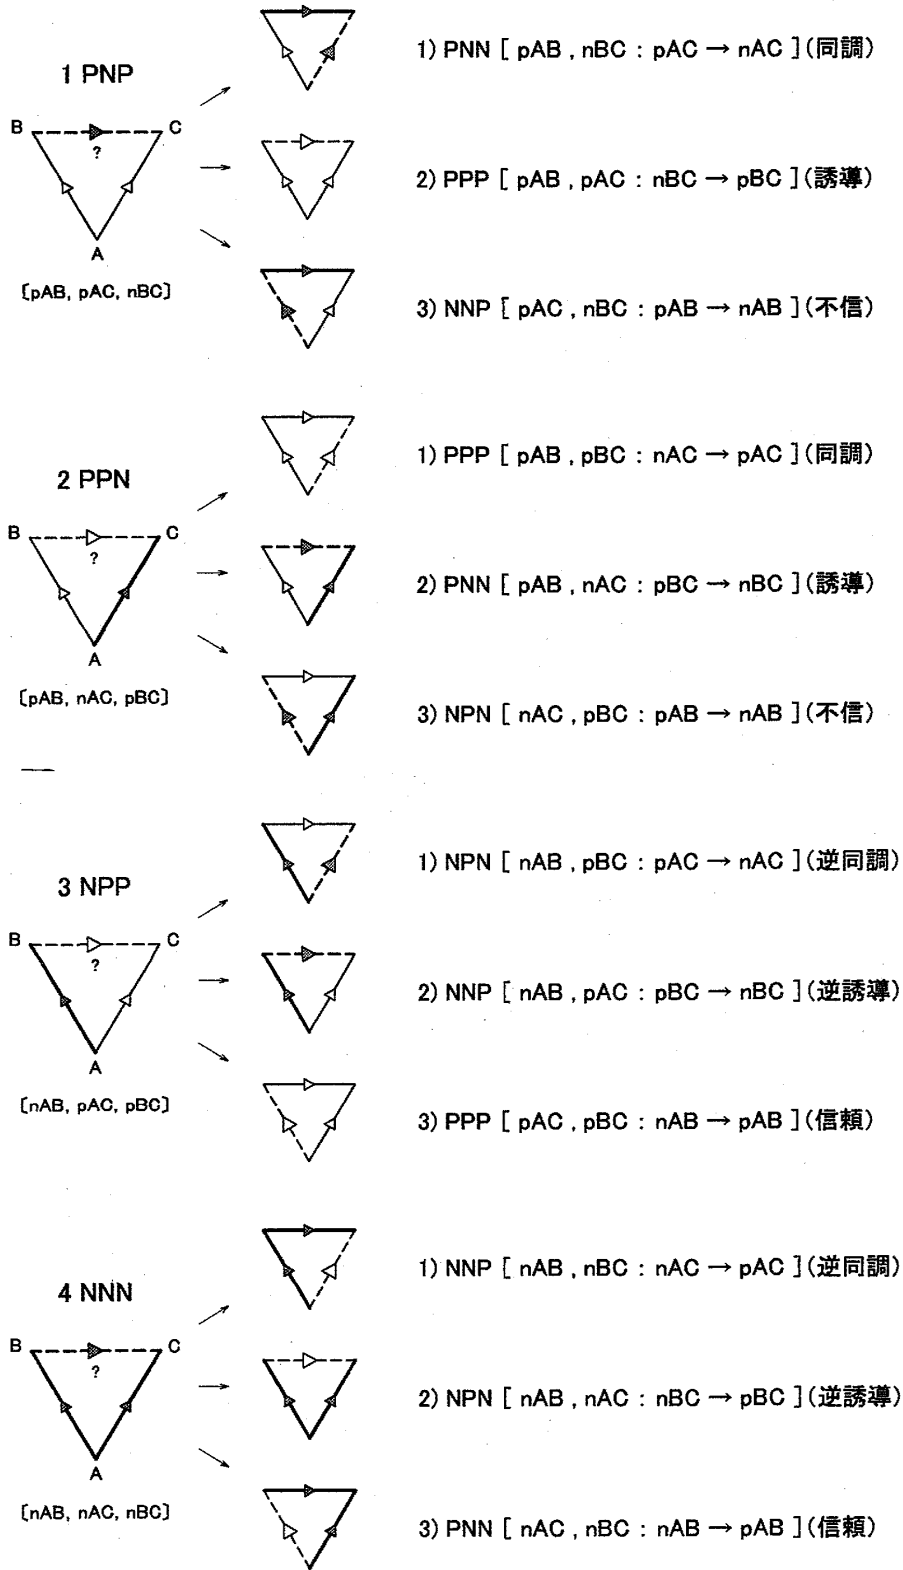 1) PNN [ pAB , nBC : pAC → nAC ] (同調)
1 PNP
B
C
?
2) PPP [ pAB , pAC : nBC → pBC ] (誘導)
A
[pAB, pAC, nBC]
3) NNP [ pAC , nBC : pAB → nAB ] (不信)
1) PPP [ pAB , pBC : nAC → pAC ] (同調)
2 PPN
B
C
?
2) PNN [ pAB , nAC : pBC → nBC ] (誘導)
A
[pAB, nAC, pBC]
3) NPN [ nAC , pBC : pAB → nAB ] (不信)
1) NPN [ nAB , pBC : pAC → nAC ] (逆同調)
3 NPP
B
C
?
2) NNP [ nAB , pAC : pBC → nBC ] (逆誘導)
A
[nAB, pAC, pBC]
3) PPP [ pAC , pBC : nAB → pAB ] (信頼)
1) NNP [ nAB , nBC : nAC → pAC ] (逆同調)
4 NNN
B
C
?
2) NPN [ nAB , nAC : nBC → pBC ] (逆誘導)
A
[nAB, nAC, nBC]
3) PNN [ nAC , nBC : nAB → pAB ] (信頼)